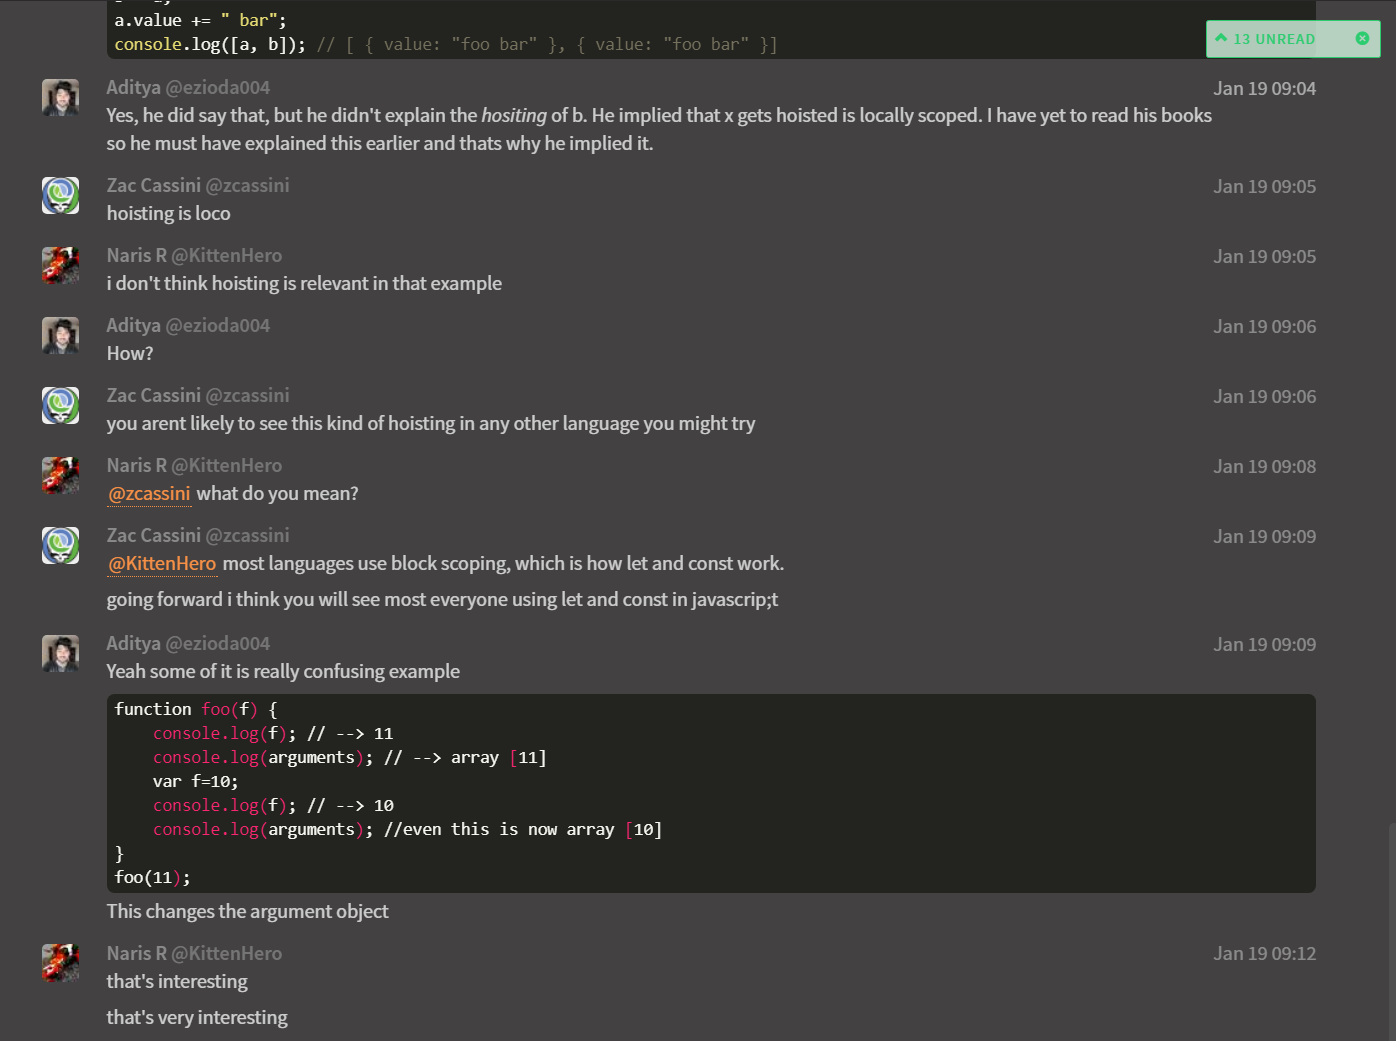 a.value += " bar";
console.log([a, b]); // [ { value: "foo bar" }, { value: "foo bar" }]
13 UNREAD
Aditya @ezioda004 Jan 19 09:04
Yes, he did say that, but he didn't explain the hositing of b. He implied that x gets hoisted is locally scoped. I have yet to read his books
so he must have explained this earlier and thats why he implied it.
Zac Cassini @zcassini Jan 19 09:05
hoisting is loco
Naris R @KittenHero Jan 19 09:05
i don't think hoisting is relevant in that example
Aditya @ezioda004 Jan 19 09:06
How?
Zac Cassini @zcassini Jan 19 09:06
you arent likely to see this kind of hoisting in any other language you might try
Naris R @KittenHero Jan 19 09:08
@zcassini what do you mean?
Zac Cassini @zcassini Jan 19 09:09
@KittenHero most languages use block scoping, which is how let and const work.
going forward i think you will see most everyone using let and const in javascrip;t
Aditya @ezioda004 Jan 19 09:09
Yeah some of it is really confusing example
function foo(f) {
    console.log(f); // --> 11
    console.log(arguments); // --> array [11]
    var f=10;
    console.log(f); // --> 10
    console.log(arguments); //even this is now array [10]
}
foo(11);
This changes the argument object
Naris R @KittenHero Jan 19 09:12
that's interesting
that's very interesting